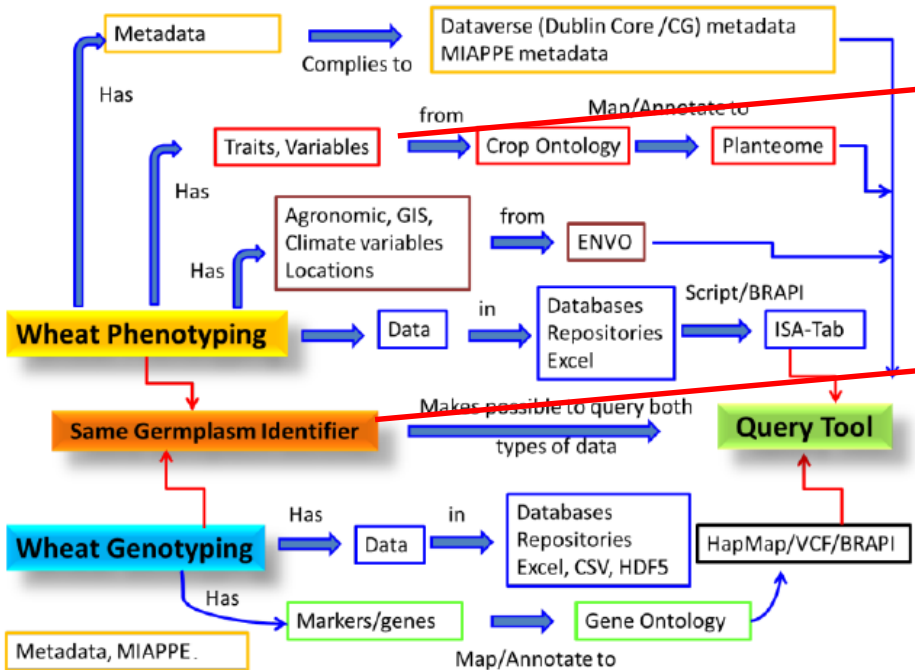 Metadata
Complies to
Dataverse (Dublin Core /CG) metadata
MIAPPE metadata
Has
Traits, Variables
from
Crop Ontology
Map/Annotate to
Planteome
Has
Agronomic, GIS,
Climate variables
Locations
from
ENVO
Has
Wheat Phenotyping
Data
in
Databases
Repositories
Excel
Script/BRAPI
ISA-Tab
Same Germplasm Identifier
Makes possible to query both
types of data
Query Tool
Wheat Genotyping
Has
Data
in
Databases
Repositories
Excel, CSV, HDF5
HapMap/VCF/BRAPI
Has
Markers/genes
Map/Annotate to
Gene Ontology
Metadata, MIAPPE.